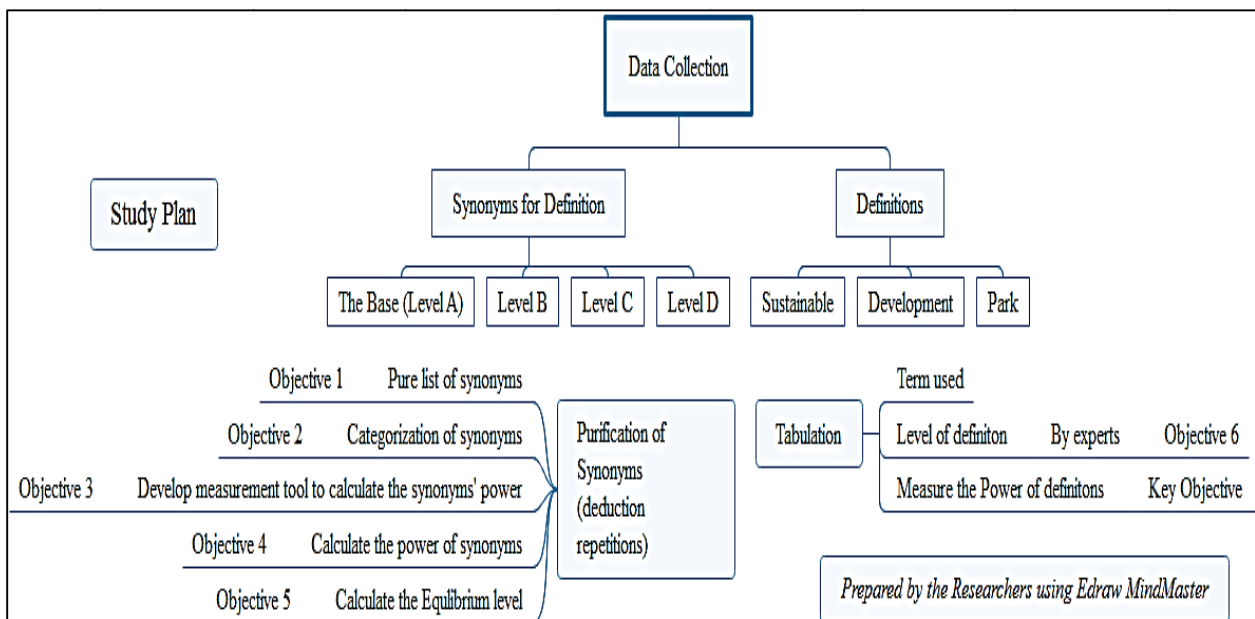 Data Collection
Study Plan
Synonyms for Definition
Definitions
The Base (Level A)
Level B
Level C
Level D
Sustainable
Development
Park
Objective 1 Pure list of synonyms
Objective 2 Categorization of synonyms
Objective 3 Develop measurement tool to calculate the synonyms' power
Objective 4 Calculate the power of synonyms
Objective 5 Calculate the Equlibrium level
Purification of
Synonyms
(deduction
repetitions)
Tabulation
Term used
Level of definiton By experts Objective 6
Measure the Power of definitons Key Objective
Prepared by the Researchers using Edraw MindMaster